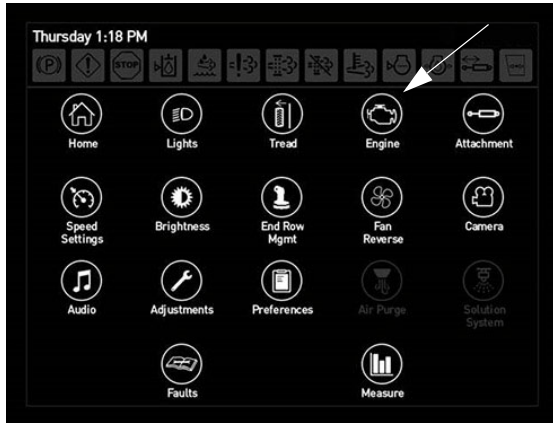 Thursday 1:18 PM
(P) STOP
Home Lights Tread Engine Attachment
Speed Brightness End Row Fan Camera
Settings Mgmt Reverse
Audio Adjustments Preferences Air Purge Solution
System
Faults Measure